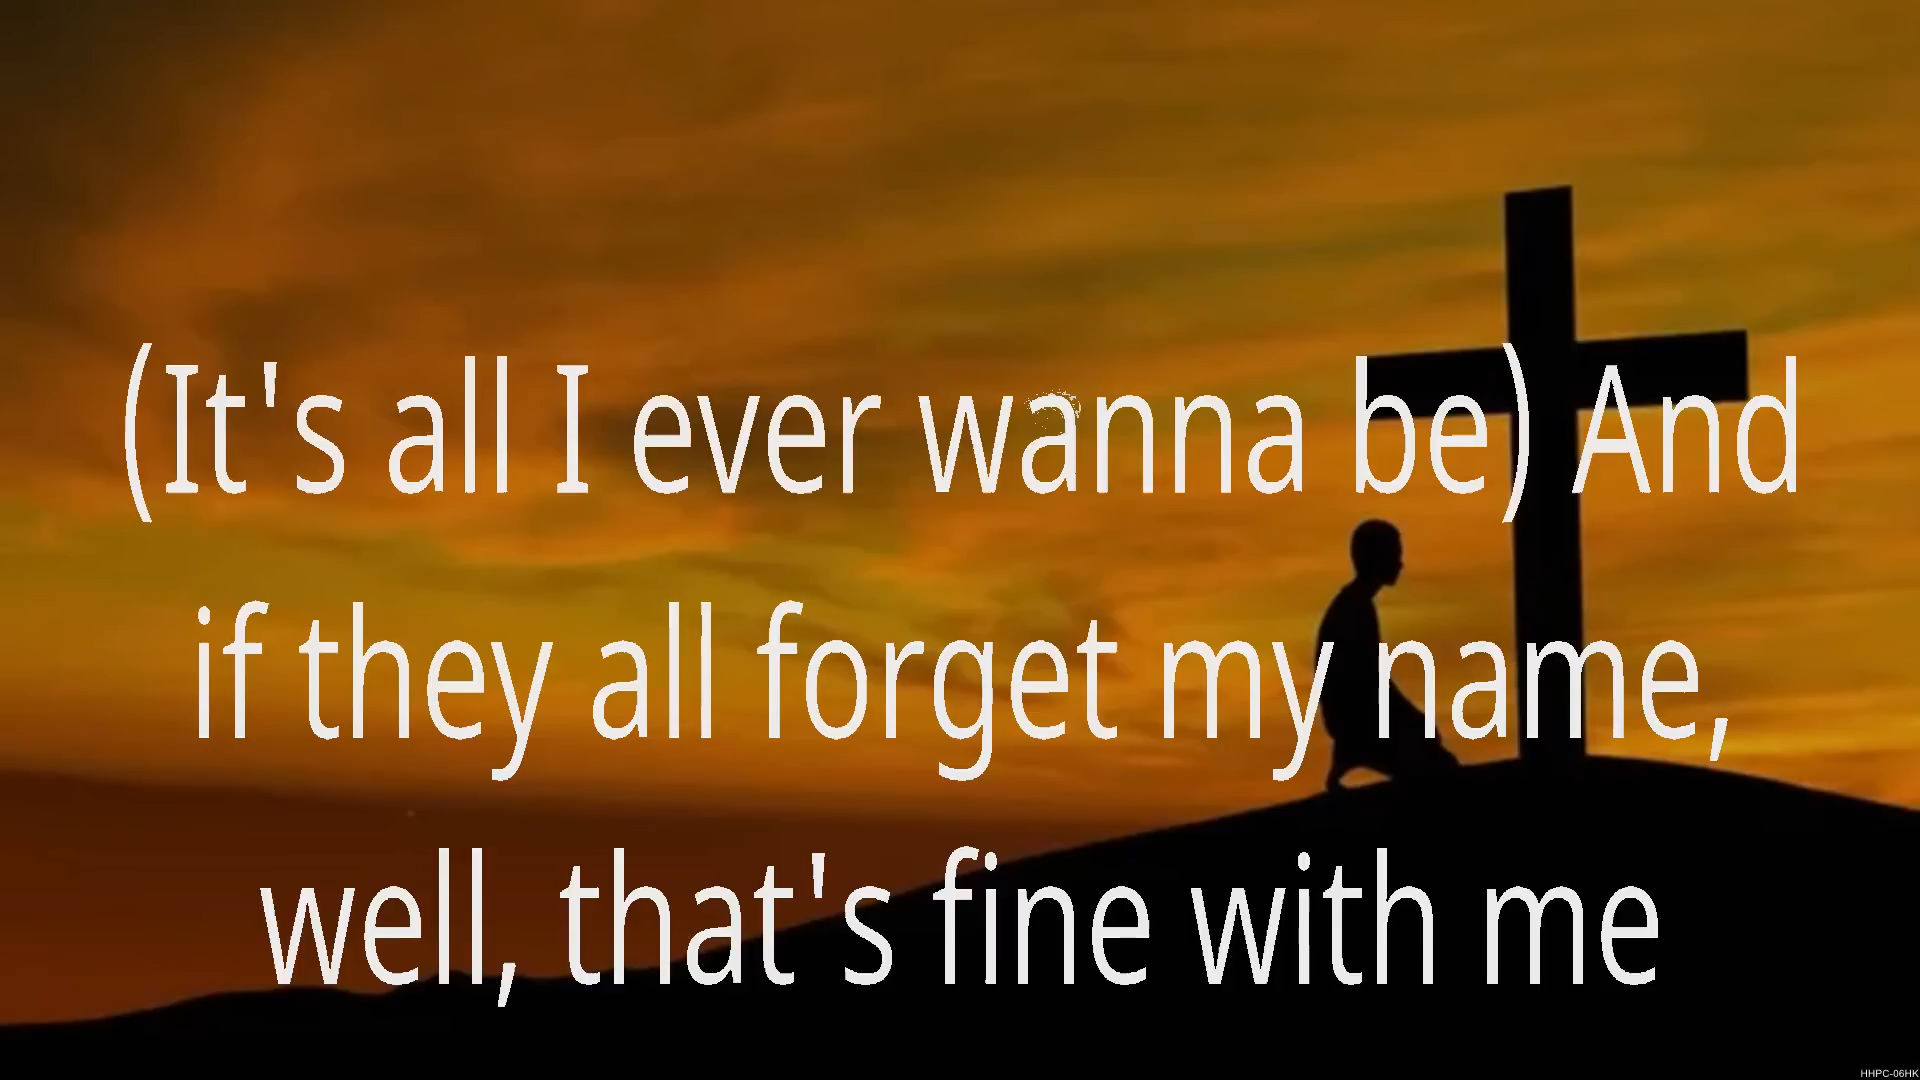 (It's all I ever wanna be) And
if they all forget my name,
well, that's fine with me
HHPC-06HK